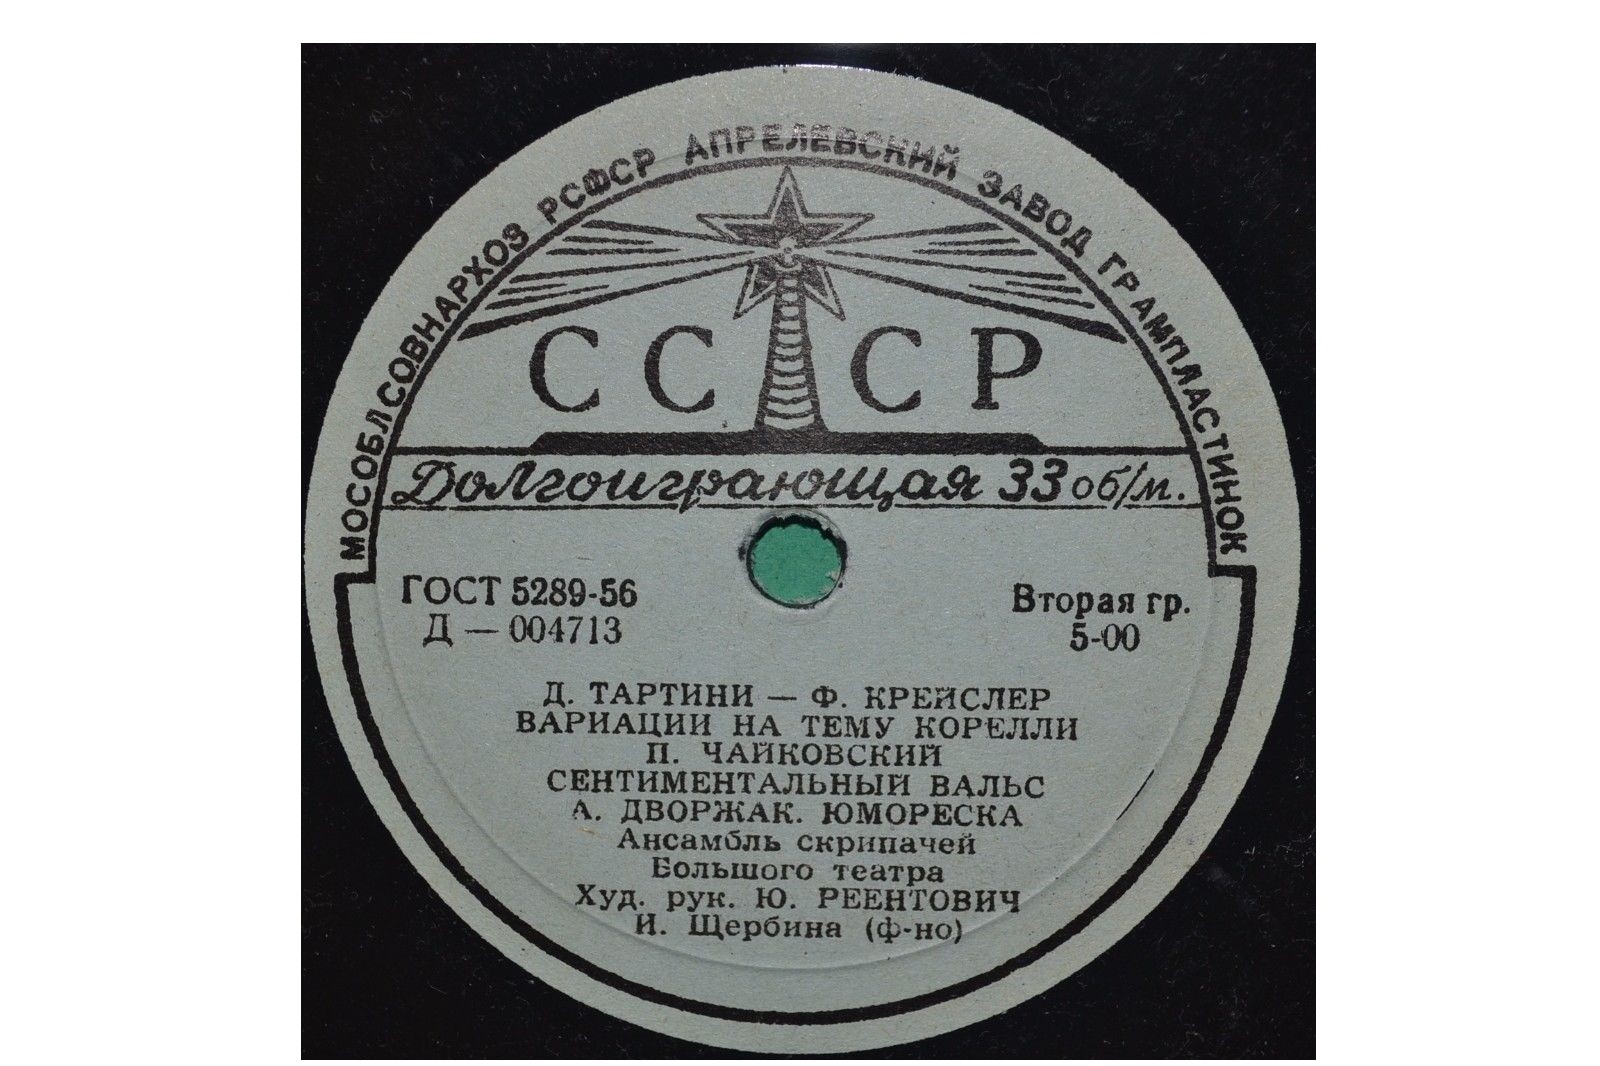 МОСОБЛСОВНАРХОЗ РСФСР АПРЕЛЕВСКИЙ ЗАВОД ГРАМПЛАСТИНОК
СССР
Долгоиграющая 33 об/м.
ГОСТ 5289-56
Д — 004713
Вторая гр.
5-00
Д. ТАРТИНИ — Ф. КРЕЙСЛЕР
ВАРИАЦИИ НА ТЕМУ КОРЕЛЛИ
П. ЧАЙКОВСКИЙ
СЕНТИМЕНТАЛЬНЫЙ ВАЛЬС
А. ДВОРЖАК. ЮМОРЕСКА
Ансамбль скрипачей
Большого театра
Худ. рук. Ю. РЕЕНТОВИЧ
И. Щербина (ф-но)